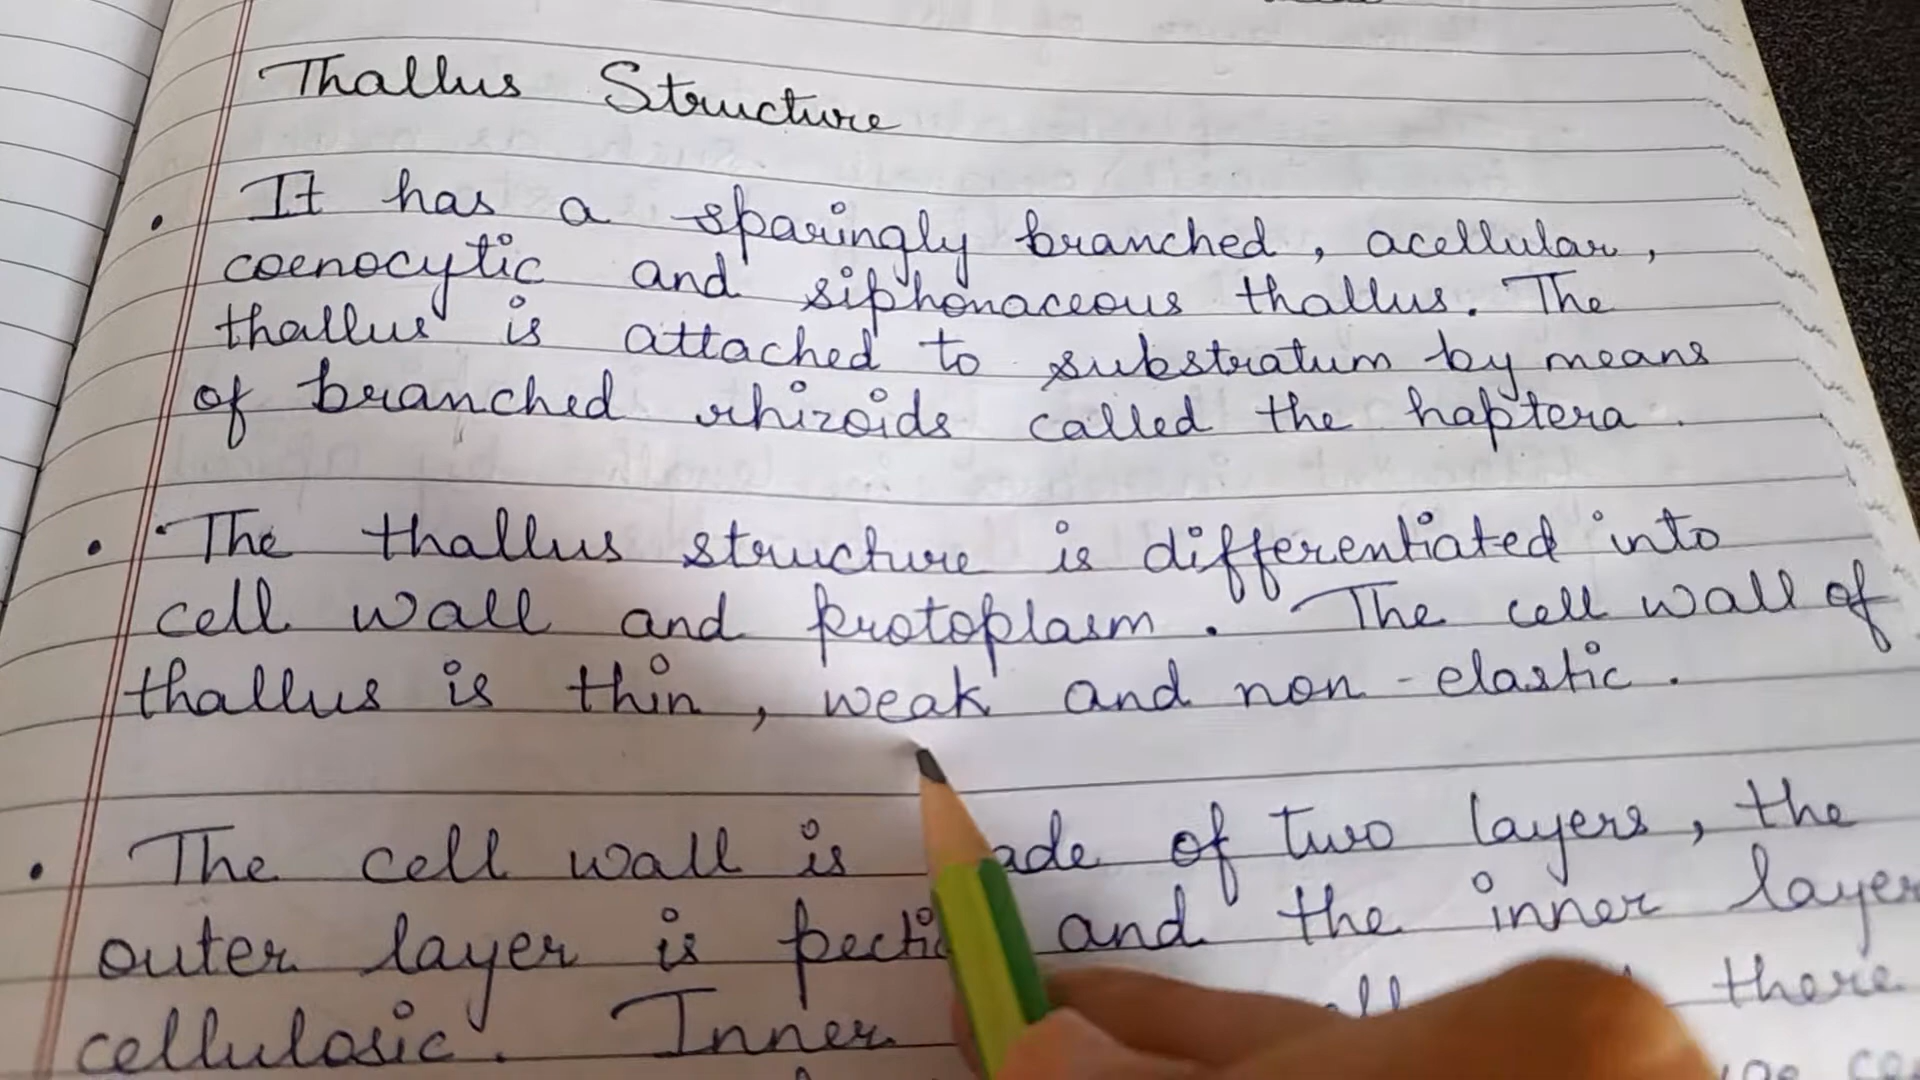 Thallus Structure
• It has a sparingly branched, acellular,
coenocytic and siphonaceous thallus. The
thallus is attached to substratum by means
of branched rhizoids called the haptera.
• The thallus structure is differentiated into
cell wall and protoplasm. The cell wall of
thallus is thin, weak and non-elastic.
• The cell wall is of two layers, the
outer layer is and the inner layer
cellulosic. Inner there